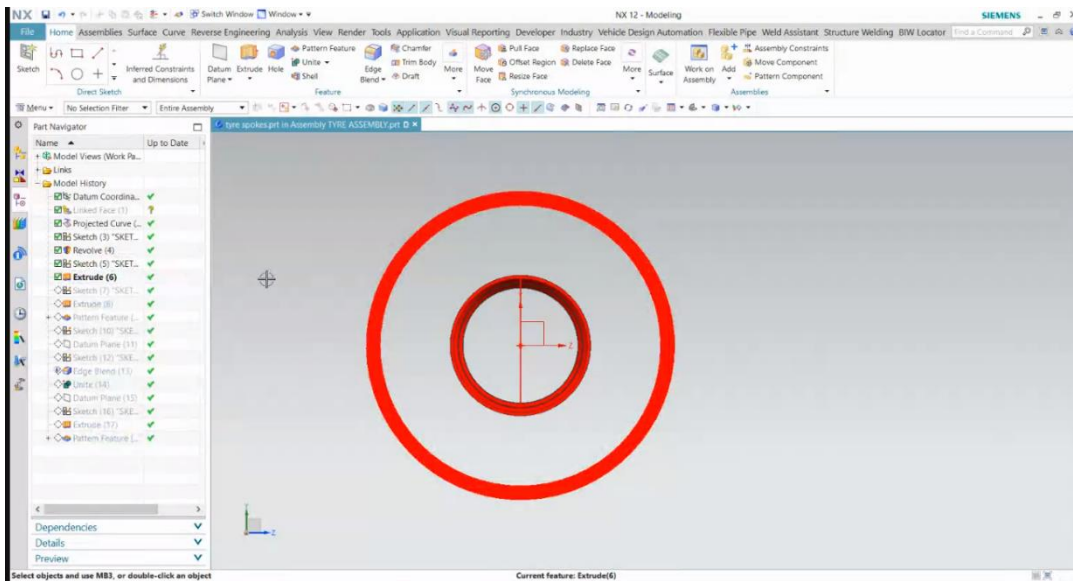 NX Switch Window Window NX 12 - Modeling SIEMENS
File Home Assemblies Surface Curve Reverse Engineering Analysis View Render Tools Application Visual Reporting Developer Industry Vehicle Design Automation Flexible Pipe Weld Assistant Structure Welding BIW Locator Find a Command
Sketch
Inferred Constraints and Dimensions
Direct Sketch
Datum Plane
Extrude
Hole
Pattern Feature
Unite
Shell
Edge Blend
Chamfer
Trim Body
Draft
More
Feature
Move Face
Pull Face
Offset Region
Resize Face
Replace Face
Delete Face
More
Synchronous Modeling
Surface
Work on Assembly
Add
Assembly Constraints
Move Component
Pattern Component
Assemblies
Menu No Selection Filter Entire Assembly
Part Navigator
tyre spokes.prt in Assembly TYRE ASSEMBLY.prt
Name Up to Date
Model Views (Work Pa...
Links
Model History
Datum Coordina...
Linked Face (1)
Projected Curve (...
Sketch (3) "SKET...
Revolve (4)
Sketch (5) "SKET...
Extrude (6)
Sketch (7) "SKET...
Extrude (8)
Pattern Feature (...
Sketch (10) "SKE...
Datum Plane (11)
Sketch (12) "SKE...
Edge Blend (13)
Unite (14)
Datum Plane (15)
Sketch (16) "SKE...
Extrude (17)
Pattern Feature (...
Z
Dependencies
Details
Preview
Z
Select objects and use MB3, or double-click an object Current feature: Extrude(6)